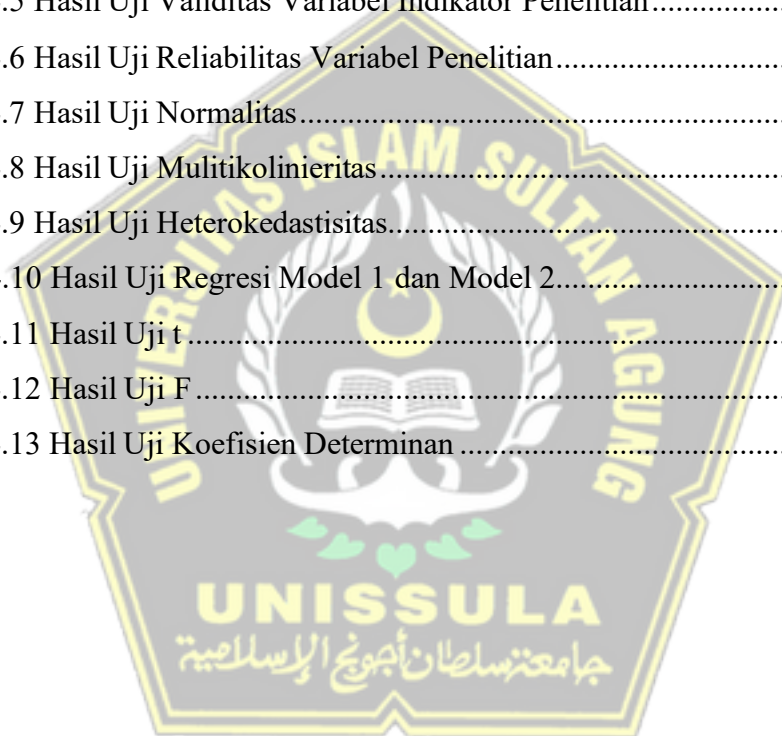 .5 Hasil Uji Validitas Variabel Indikator Penelitian
.6 Hasil Uji Reliabilitas Variabel Penelitian
.7 Hasil Uji Normalitas
.8 Hasil Uji Mulitikolinieritas
.9 Hasil Uji Heterokedastisitas
.10 Hasil Uji Regresi Model 1 dan Model 2
.11 Hasil Uji t
.12 Hasil Uji F
.13 Hasil Uji Koefisien Determinan
UNIVERSITAS ISLAM SULTAN AGUNG
UNISSULA
جامعتسلطان أجونج الإسلامية